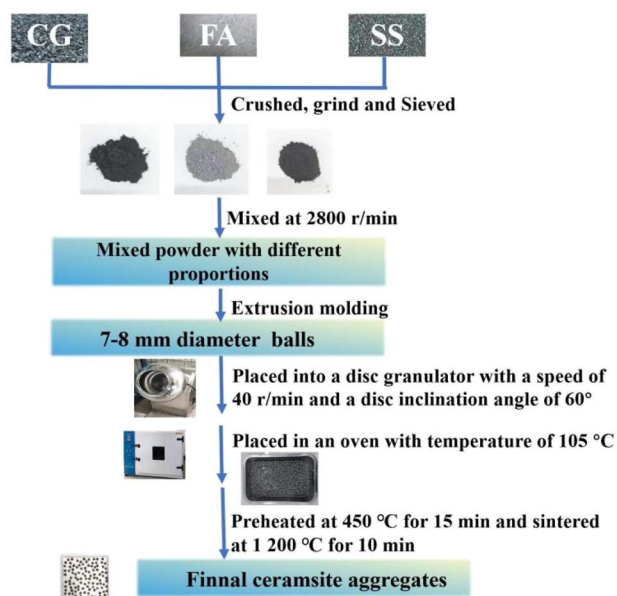 CG FA SS
Crushed, grind and Sieved
Mixed at 2800 r/min
Mixed powder with different
proportions
Extrusion molding
7-8 mm diameter balls
Placed into a disc granulator with a speed of
40 r/min and a disc inclination angle of 60°
Placed in an oven with temperature of 105 °C
Preheated at 450 ℃ for 15 min and sintered
at 1 200 ℃ for 10 min
Finnal ceramsite aggregates